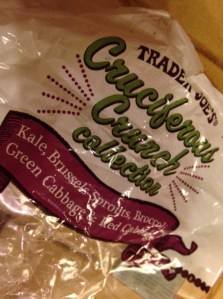 TRADER JOE'S
Cruciferous
Crunch
collection
Kale, Brussels Sprouts, Broccoli,
Green Cabbage & Red Cabbage